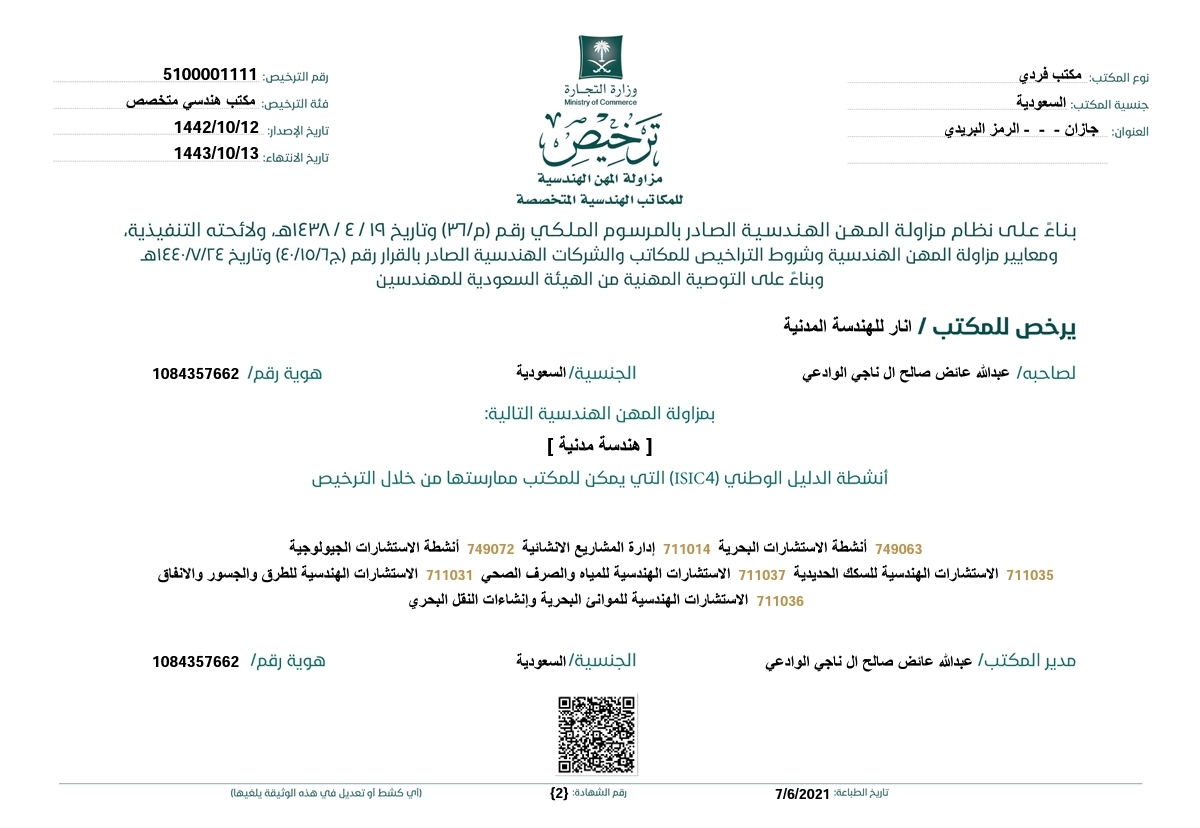 وزارة التجـارة
Ministry of Commerce
ترخيص
مزاولة المهن الهندسية
للمكاتب الهندسية المتخصصة
نوع المكتب: مكتب فردي
جنسية المكتب: السعودية
العنوان: جازان - - - الرمز البريدي
رقم الترخيص: 5100001111
فئة الترخيص: مكتب هندسي متخصص
تاريخ الإصدار: 1442/10/12
تاريخ الانتهاء: 1443/10/13
بناءً على نظام مزاولة المهن الهندسية الصادر بالمرسوم الملكي رقم (م/٣٦) وتاريخ ١٩ / ٤ / ١٤٣٨هـ، ولائحته التنفيذية،
ومعايير مزاولة المهن الهندسية وشروط التراخيص للمكاتب والشركات الهندسية الصادر بالقرار رقم (ج٤٠/١٥/٦) وتاريخ ١٤٤٠/٧/٢٤هـ
وبناءً على التوصية المهنية من الهيئة السعودية للمهندسين
يرخص للمكتب / انار للهندسة المدنية
لصاحبه/ عبدالله عائض صالح ال ناجي الوادعي الجنسية/ السعودية هوية رقم/ 1084357662
بمزاولة المهن الهندسية التالية:
[ هندسة مدنية ]
أنشطة الدليل الوطني (ISIC4) التي يمكن للمكتب ممارستها من خلال الترخيص
749063 أنشطة الاستشارات البحرية 711014 إدارة المشاريع الانشائية 749072 أنشطة الاستشارات الجيولوجية
711035 الاستشارات الهندسية للسكك الحديدية 711037 الاستشارات الهندسية للمياه والصرف الصحي 711031 الاستشارات الهندسية للطرق والجسور والانفاق
711036 الاستشارات الهندسية للموانئ البحرية وإنشاءات النقل البحري
مدير المكتب/ عبدالله عائض صالح ال ناجي الوادعي الجنسية/ السعودية هوية رقم/ 1084357662
تاريخ الطباعة: 7/6/2021 رقم الشهادة: {2} (أي كشط أو تعديل في هذه الوثيقة يلغيها)